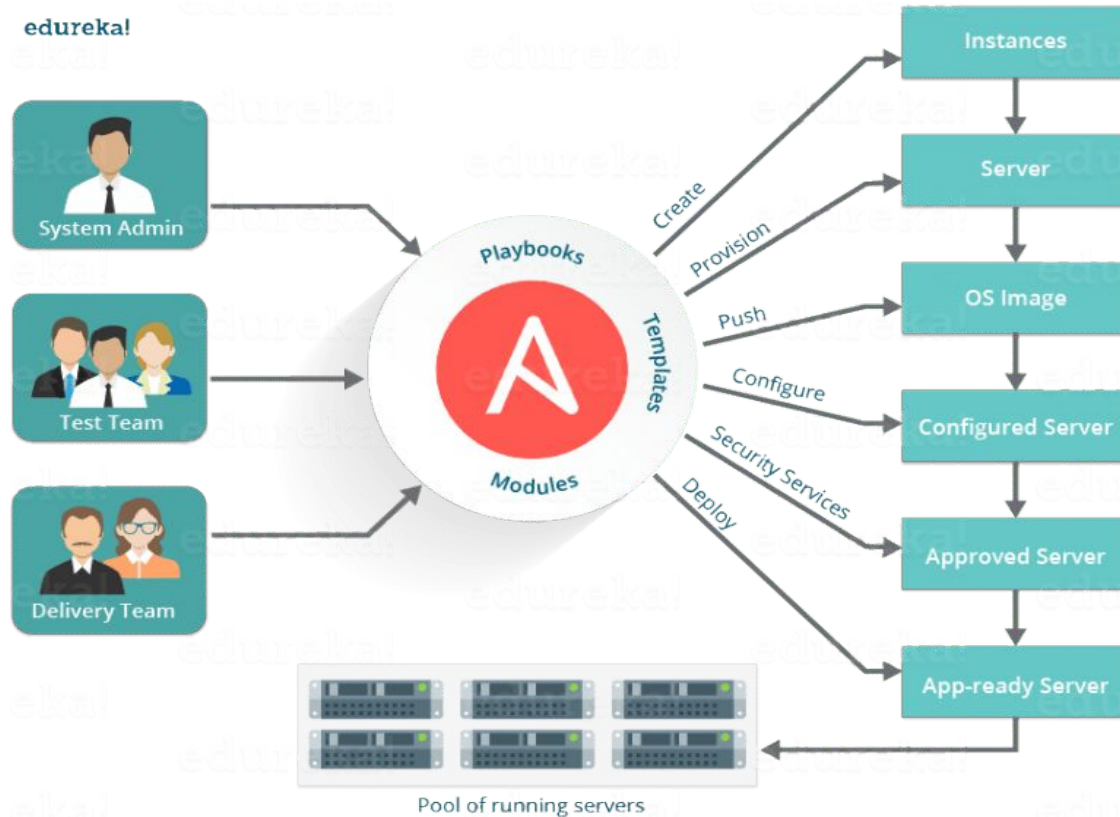 edureka!
System Admin
Test Team
Delivery Team
Playbooks
Templates
Modules
Create
Provision
Push
Configure
Security Services
Deploy
Instances
Server
OS Image
Configured Server
Approved Server
App-ready Server
Pool of running servers